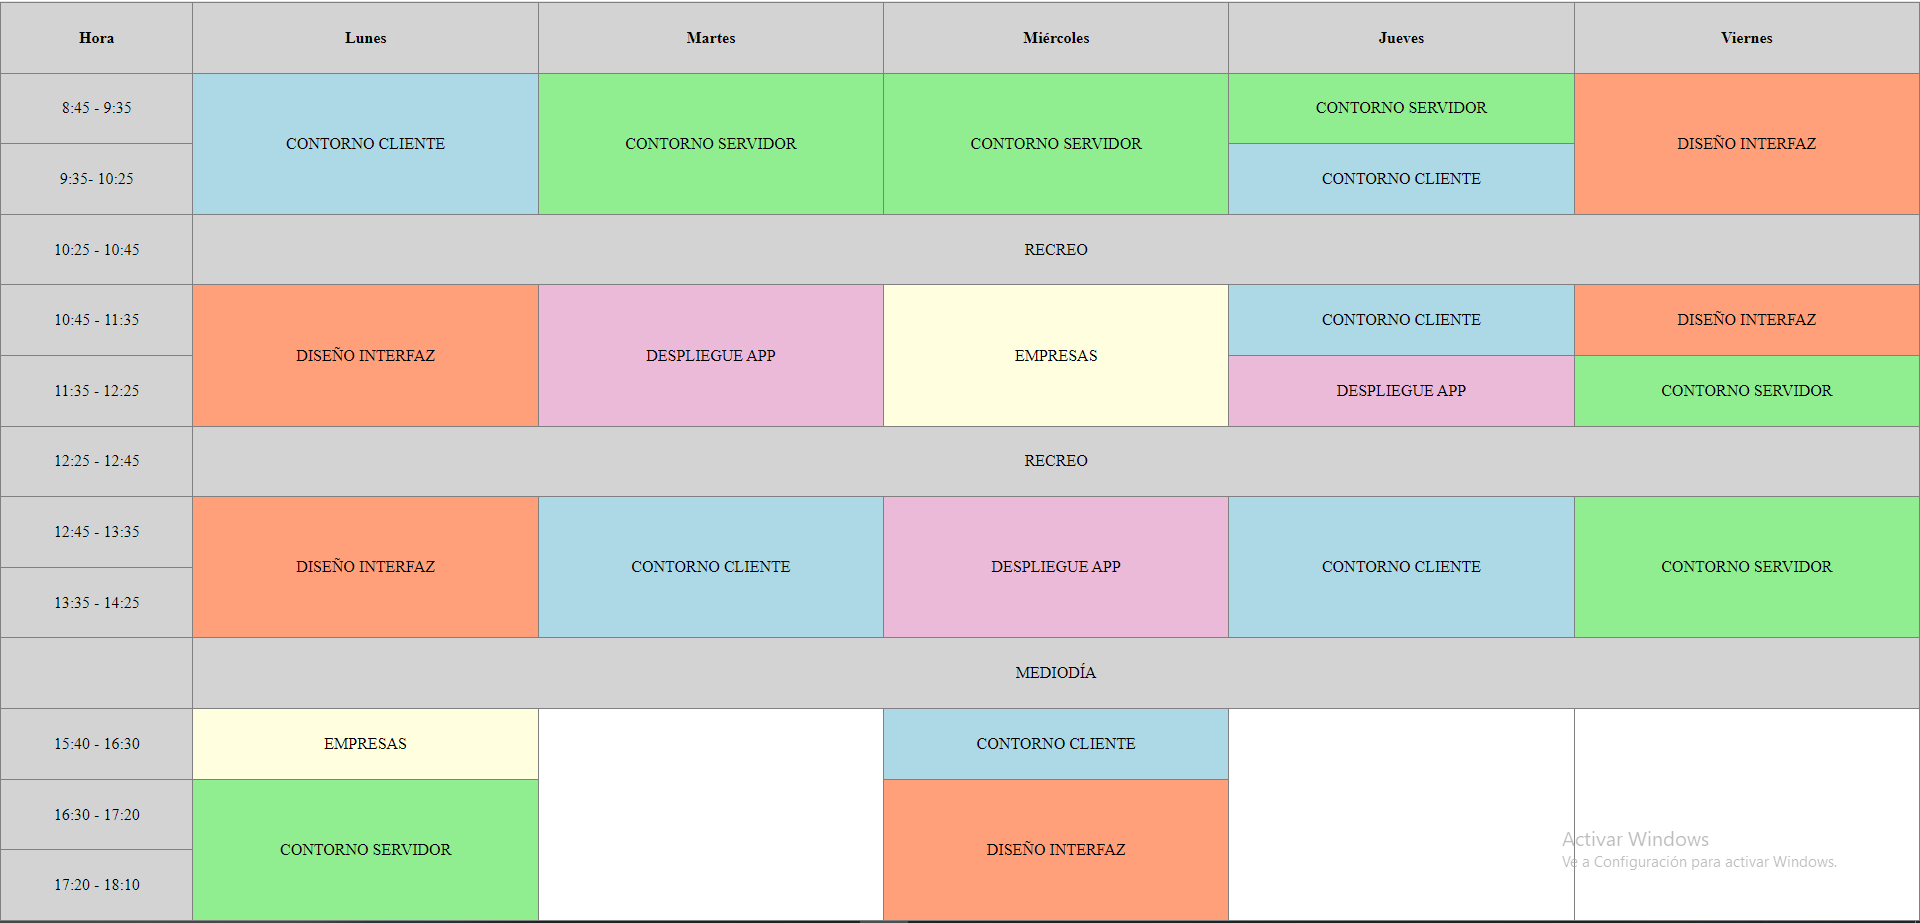 Hora Lunes Martes Miércoles Jueves Viernes
8:45 - 9:35 CONTORNO CLIENTE CONTORNO SERVIDOR CONTORNO SERVIDOR CONTORNO SERVIDOR DISEÑO INTERFAZ
9:35- 10:25 CONTORNO CLIENTE
10:25 - 10:45 RECREO
10:45 - 11:35 DISEÑO INTERFAZ DESPLIEGUE APP EMPRESAS CONTORNO CLIENTE DISEÑO INTERFAZ
11:35 - 12:25 DESPLIEGUE APP CONTORNO SERVIDOR
12:25 - 12:45 RECREO
12:45 - 13:35 DISEÑO INTERFAZ CONTORNO CLIENTE DESPLIEGUE APP CONTORNO CLIENTE CONTORNO SERVIDOR
13:35 - 14:25
MEDIODÍA
15:40 - 16:30 EMPRESAS CONTORNO CLIENTE
16:30 - 17:20 CONTORNO SERVIDOR DISEÑO INTERFAZ
17:20 - 18:10
Activar Windows
Ve a Configuración para activar Windows.